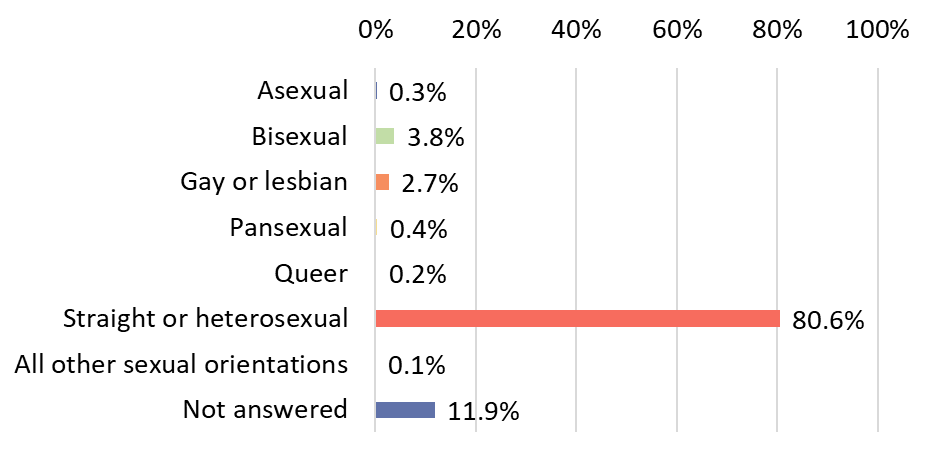 0% 20% 40% 60% 80% 100%
Asexual 0.3%
Bisexual 3.8%
Gay or lesbian 2.7%
Pansexual 0.4%
Queer 0.2%
Straight or heterosexual 80.6%
All other sexual orientations 0.1%
Not answered 11.9%